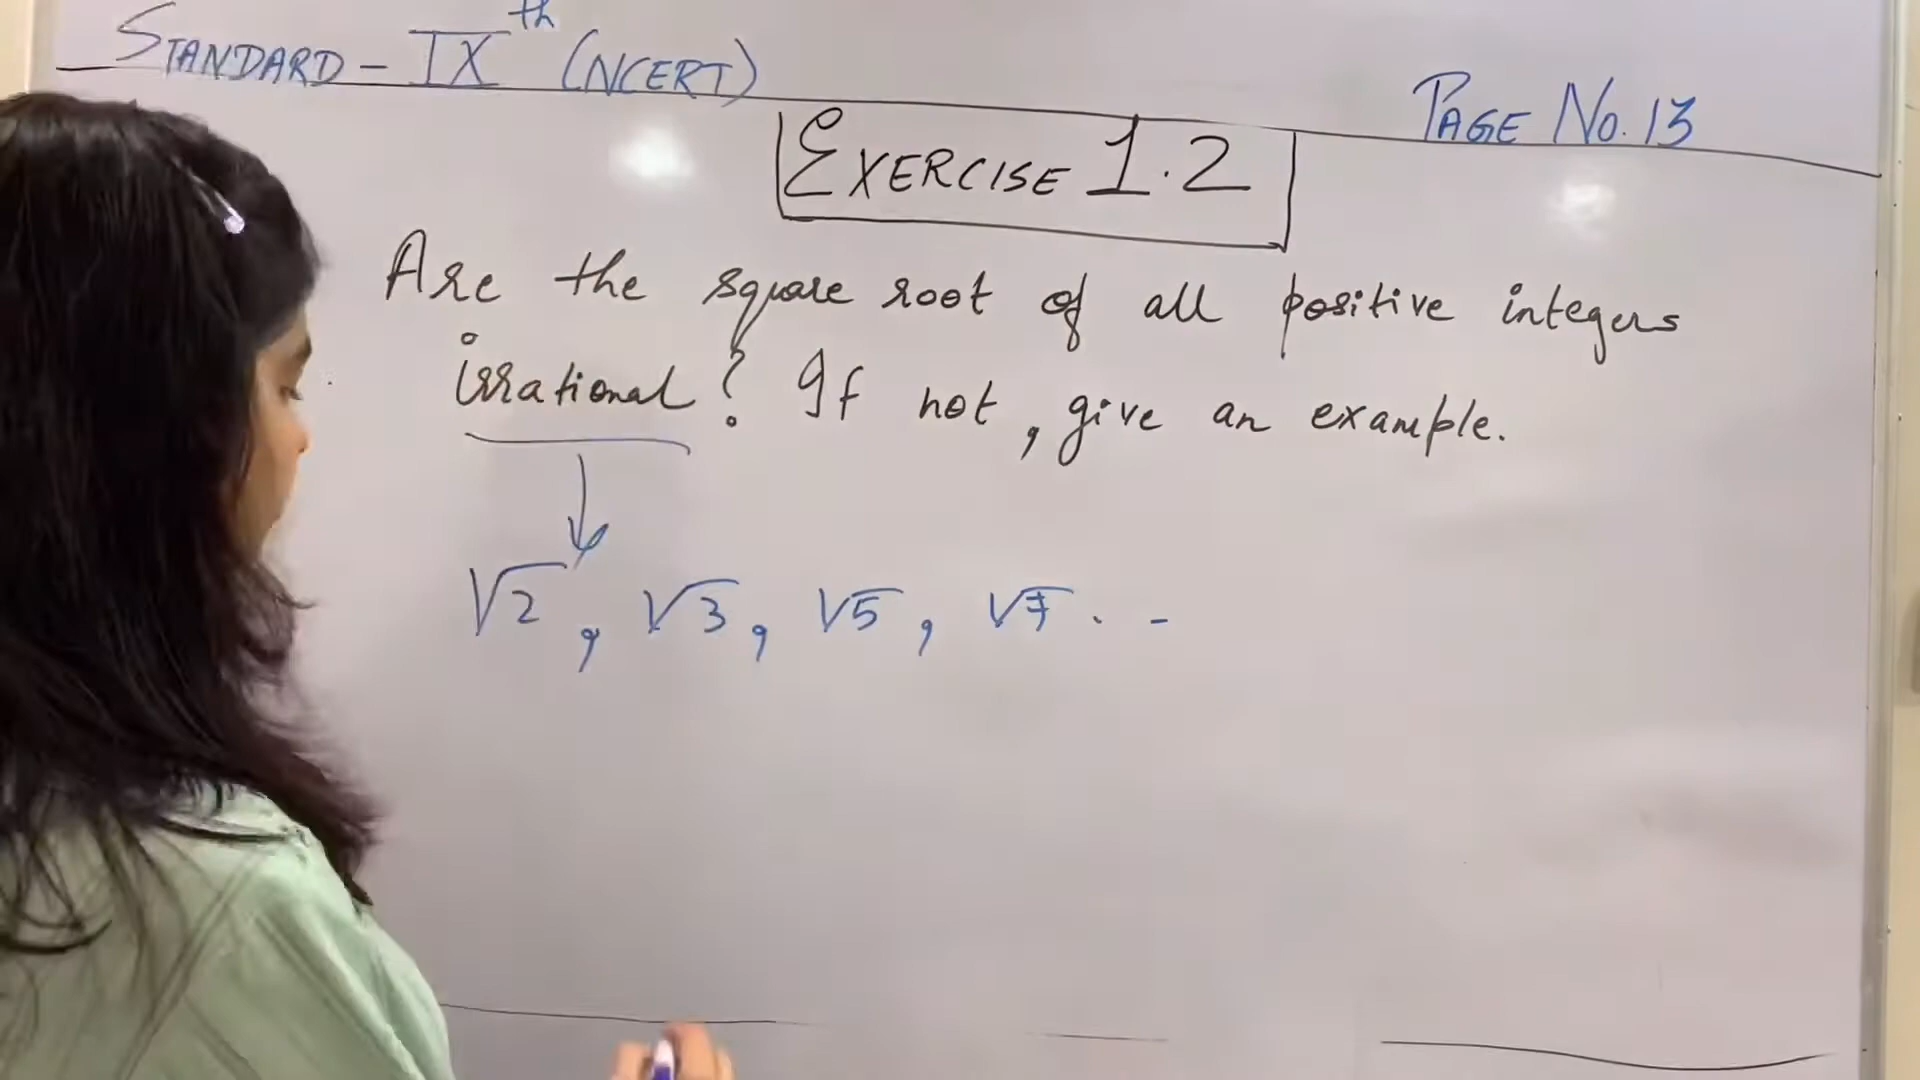 STANDARD - IXth (NCERT)
PAGE No. 13
EXERCISE 1.2
Are the square root of all positive integers
irrational? If not, give an example.
√2, √3, √5, √7 . -